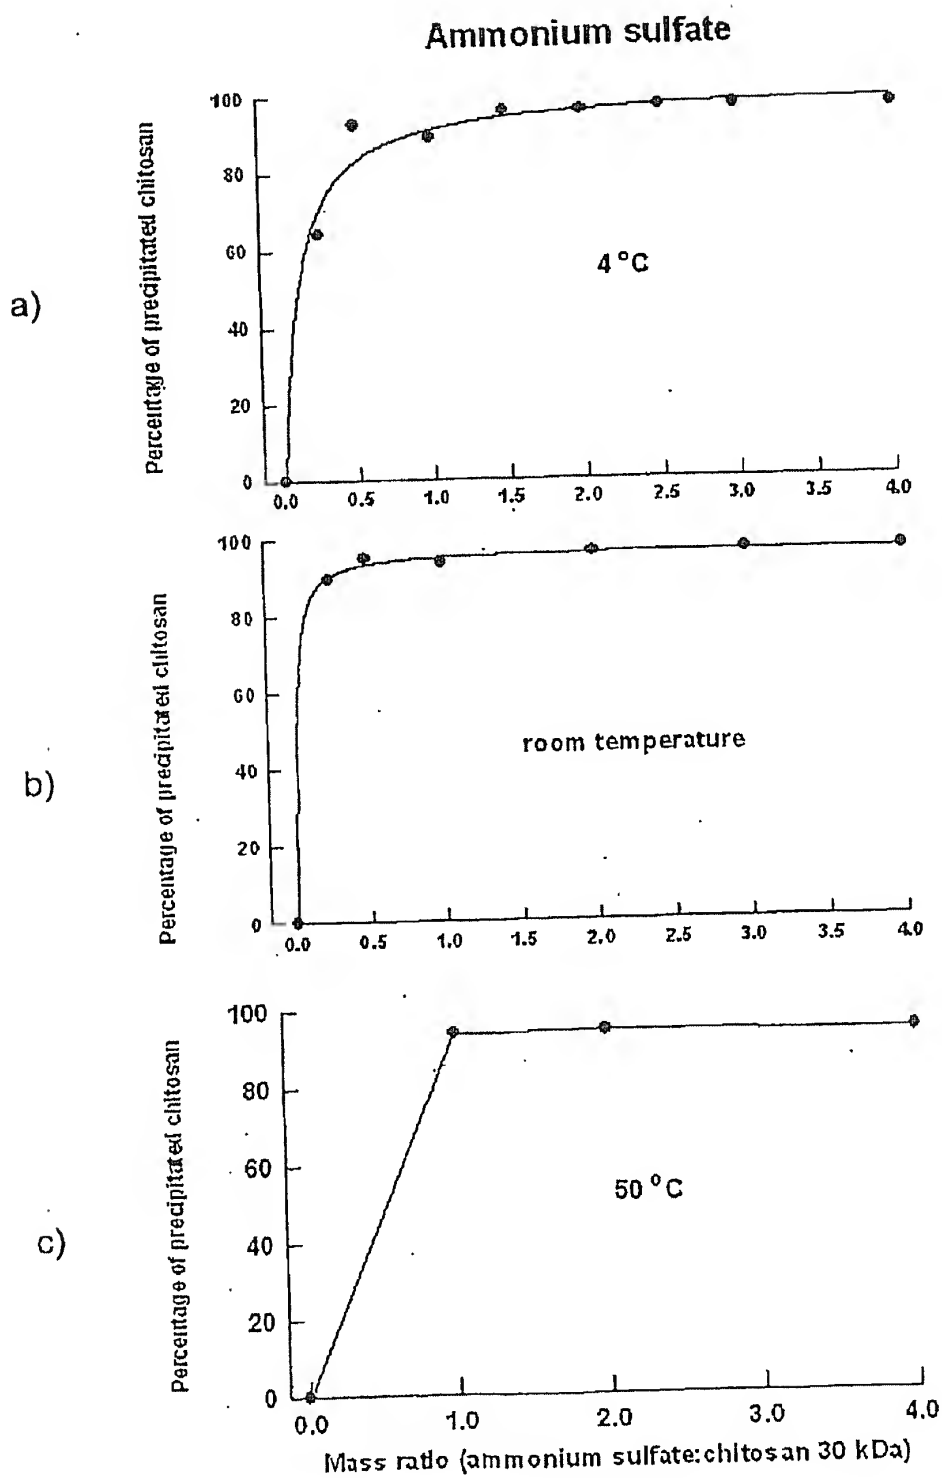 Ammonium sulfate
a)
Percentage of precipitated chitosan
100
80
60
40
20
0
0.0 0.5 1.0 1.5 2.0 2.5 3.0 3.5 4.0
4 °C
b)
Percentage of precipitated chitosan
100
80
60
40
20
0
0.0 0.5 1.0 1.5 2.0 2.5 3.0 3.5 4.0
room temperature
c)
Percentage of precipitated chitosan
100
80
60
40
20
0
0.0 1.0 2.0 3.0 4.0
50 °C
Mass ratio (ammonium sulfate:chitosan 30 kDa)